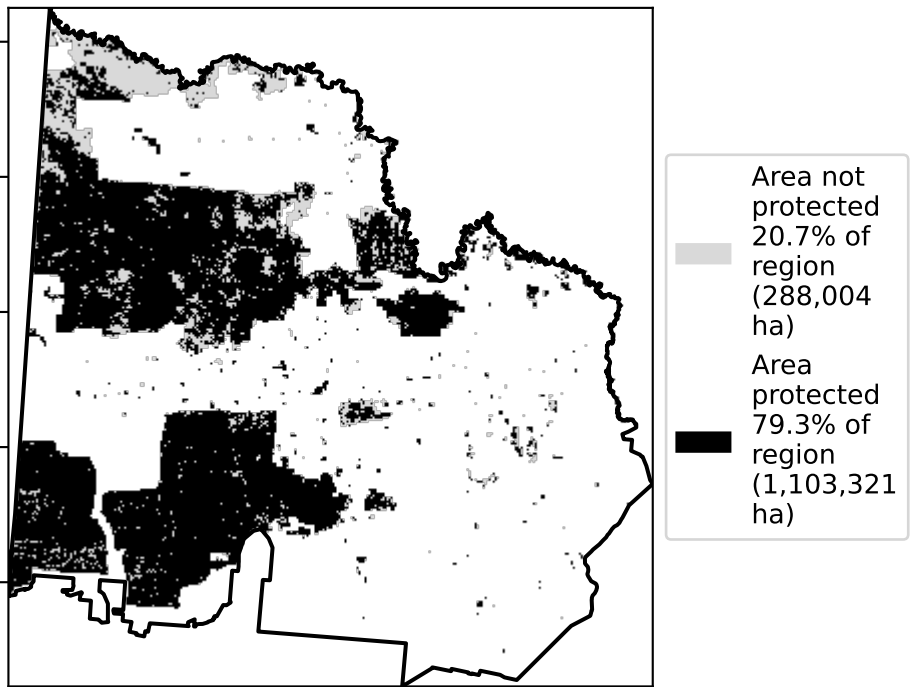 Area not
protected
20.7% of
region
(288,004
ha)
Area
protected
79.3% of
region
(1,103,321
ha)